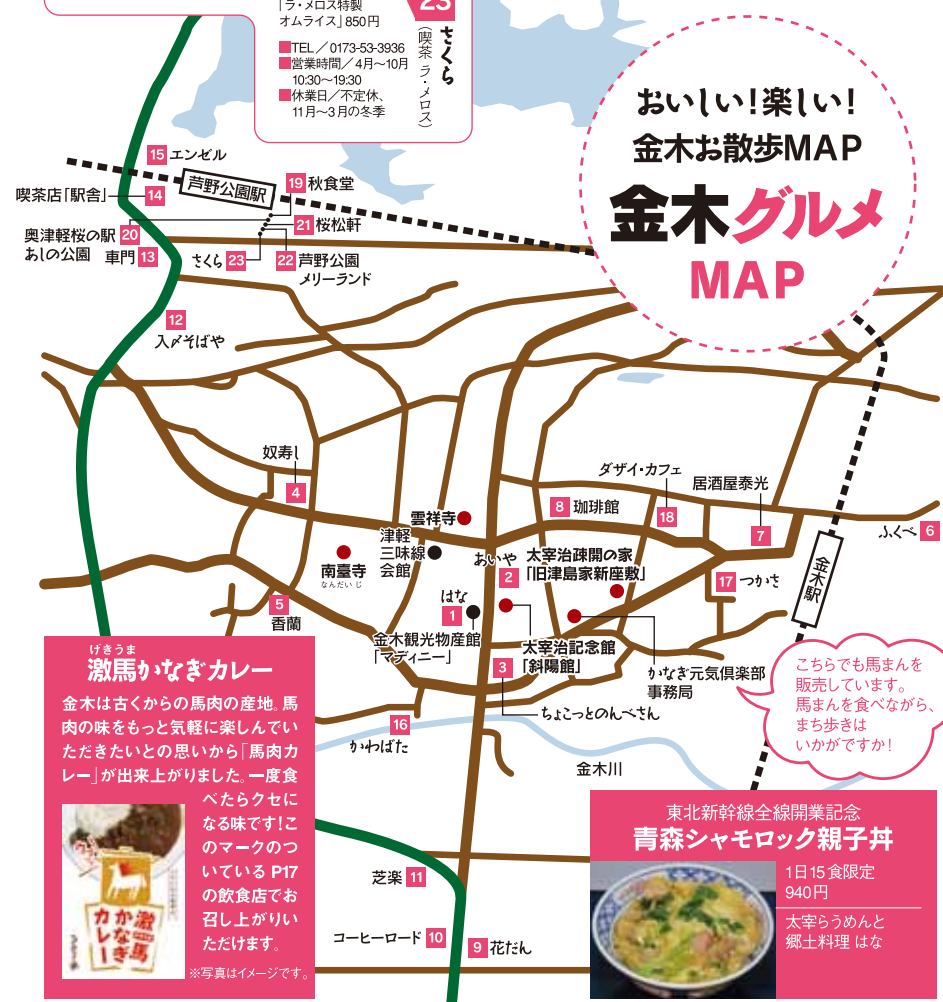 「ラ・メロス特製
オムライス」850円
■TEL／0173-53-3936
■営業時間／4月～10月
10:30～19:30
■休業日／不定休、
11月～3月の冬季
23
さくら
（喫茶 ラ・メロス）
おいしい！楽しい！
金木お散歩MAP
金木グルメ
MAP
15 エンゼル
芦野公園駅
喫茶店「駅舎」 14
19 秋食堂
21 桜松軒
奥津軽桜の駅 20
あしの公園
車門 13
さくら 23
22 芦野公園
メリーランド
12
入〆そばや
奴寿し
4
ダザイ・カフェ
18
居酒屋泰光
7
8 珈琲館
ふくべ 6
雲祥寺
津軽
三味線
会館
南臺寺
なんだいじ
あいや
2
太宰治疎開の家
「旧津島家新座敷」
金木駅
17 つかさ
はな
1
5
香蘭
金木観光物産館
「マディニー」
太宰治記念館
「斜陽館」
3
かなぎ元気倶楽部
事務局
ちょこっとのんべさん
16
かわばた
金木川
こちらでも馬まんを
販売しています。
馬まんを食べながら、
まち歩きは
いかがですか！
げきうま
激馬かなぎカレー
金木は古くからの馬肉の産地。馬
肉の味をもっと気軽に楽しんでい
ただきたいとの思いから「馬肉カ
レー」が出来上がりました。一度食
べたらクセに
なる味です！こ
のマークのつ
いている P17
の飲食店でお
召し上がりい
ただけます。
激馬
かなぎ
カレー
※写真はイメージです。
芝楽 11
コーヒーロード 10
9 花だん
東北新幹線全線開業記念
青森シャモロック親子丼
1日15食限定
940円
太宰らうめんと
郷土料理 はな